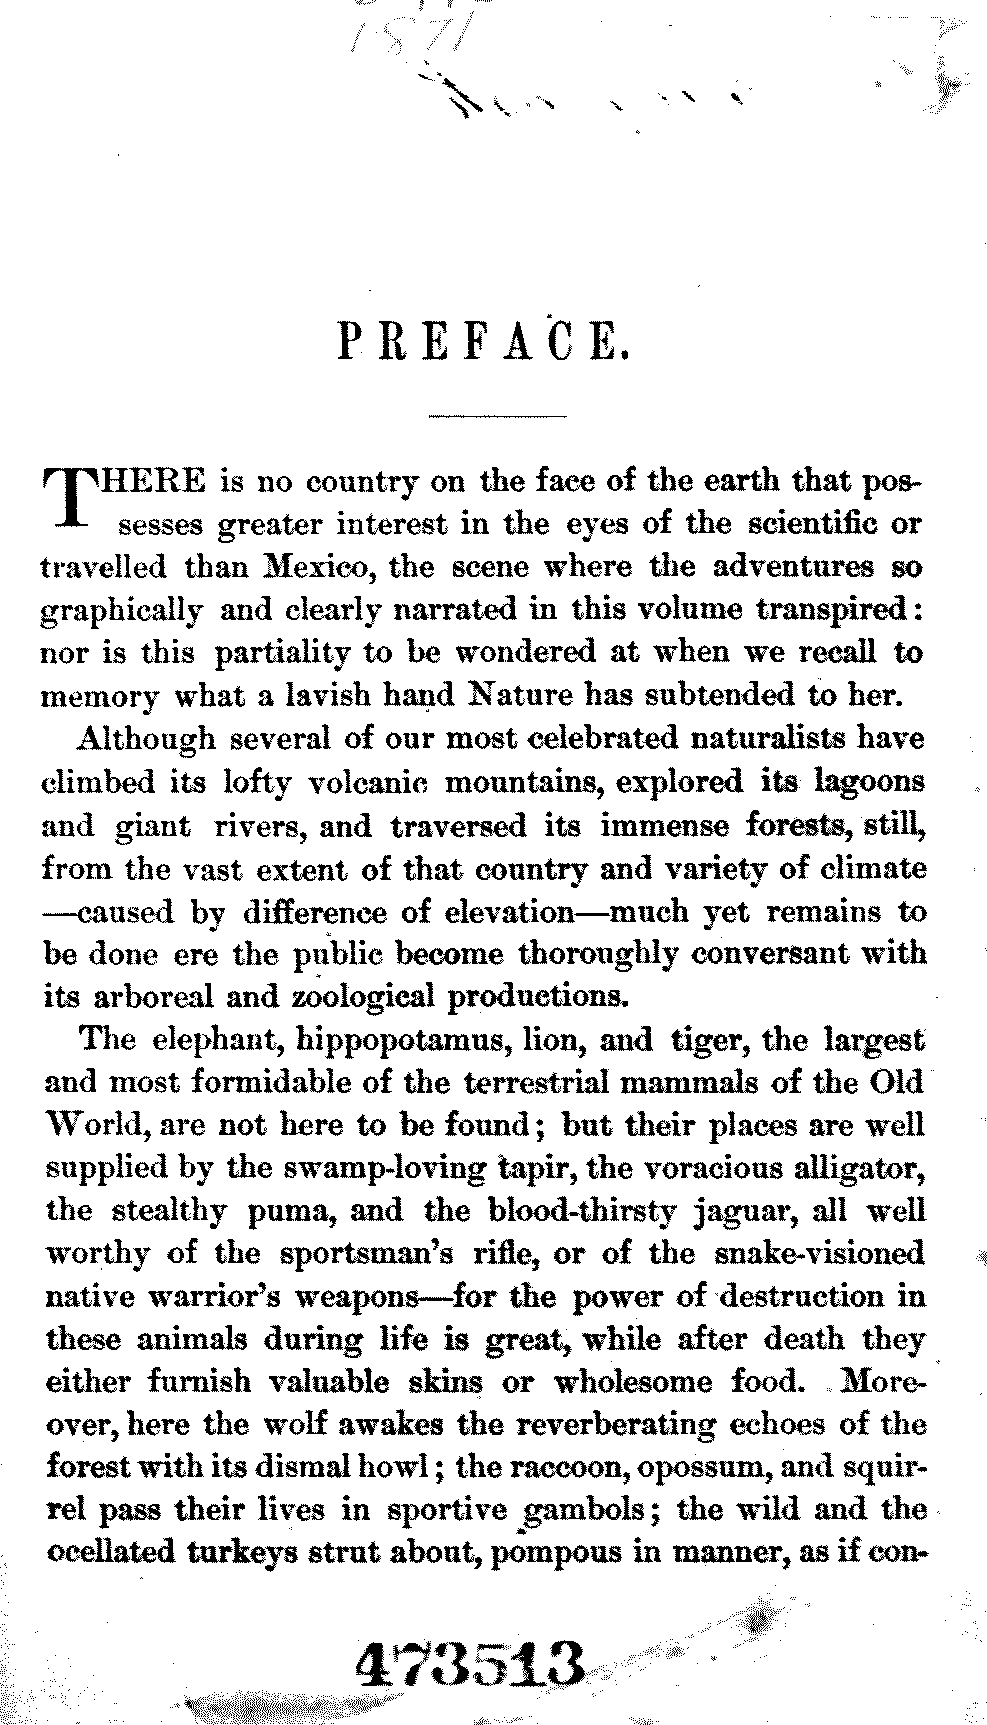 1871
PREFACE.
THERE is no country on the face of the earth that pos-
sesses greater interest in the eyes of the scientific or
travelled than Mexico, the scene where the adventures so
graphically and clearly narrated in this volume transpired:
nor is this partiality to be wondered at when we recall to
memory what a lavish hand Nature has subtended to her.
Although several of our most celebrated naturalists have
climbed its lofty volcanic mountains, explored its lagoons
and giant rivers, and traversed its immense forests, still,
from the vast extent of that country and variety of climate
—caused by difference of elevation—much yet remains to
be done ere the public become thoroughly conversant with
its arboreal and zoological productions.
The elephant, hippopotamus, lion, and tiger, the largest
and most formidable of the terrestrial mammals of the Old
World, are not here to be found; but their places are well
supplied by the swamp-loving tapir, the voracious alligator,
the stealthy puma, and the blood-thirsty jaguar, all well
worthy of the sportsman's rifle, or of the snake-visioned
native warrior's weapons—for the power of destruction in
these animals during life is great, while after death they
either furnish valuable skins or wholesome food. More-
over, here the wolf awakes the reverberating echoes of the
forest with its dismal howl; the raccoon, opossum, and squir-
rel pass their lives in sportive gambols; the wild and the
ocellated turkeys strut about, pompous in manner, as if con-
473513